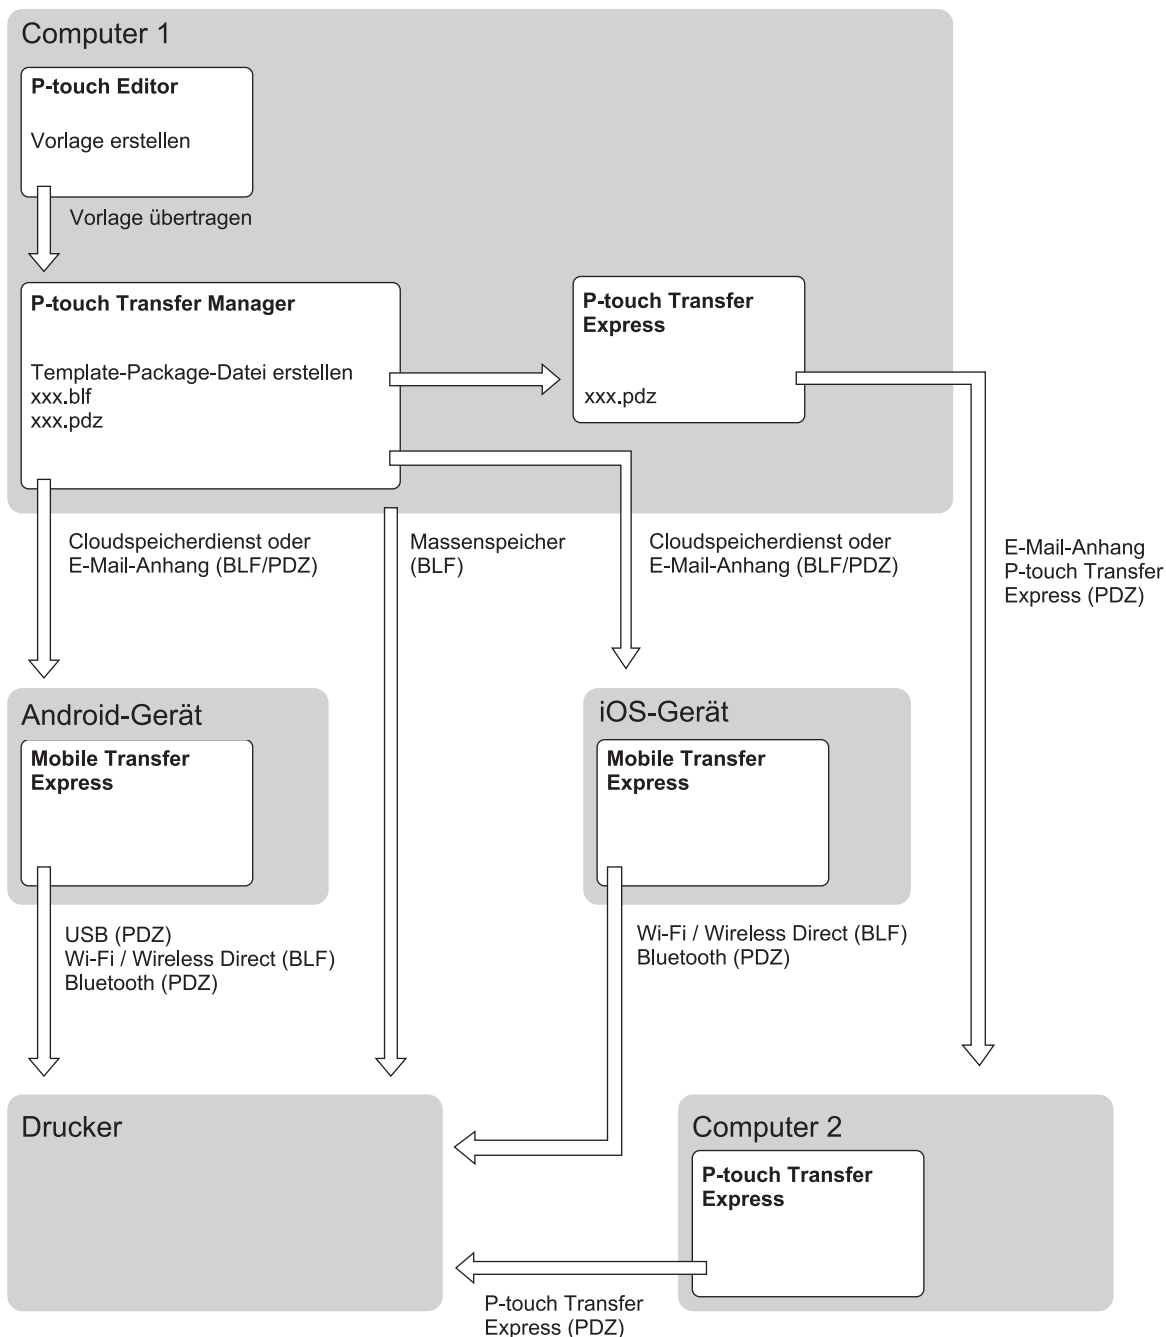 Computer 1
P-touch Editor
Vorlage erstellen
Vorlage übertragen
P-touch Transfer Manager
Template-Package-Datei erstellen
xxx.blf
xxx.pdz
P-touch Transfer
Express
xxx.pdz
Cloudspeicherdienst oder
E-Mail-Anhang (BLF/PDZ)
Massenspeicher
(BLF)
Cloudspeicherdienst oder
E-Mail-Anhang (BLF/PDZ)
E-Mail-Anhang
P-touch Transfer
Express (PDZ)
Android-Gerät
Mobile Transfer
Express
iOS-Gerät
Mobile Transfer
Express
USB (PDZ)
Wi-Fi / Wireless Direct (BLF)
Bluetooth (PDZ)
Wi-Fi / Wireless Direct (BLF)
Bluetooth (PDZ)
Drucker
Computer 2
P-touch Transfer
Express
P-touch Transfer
Express (PDZ)